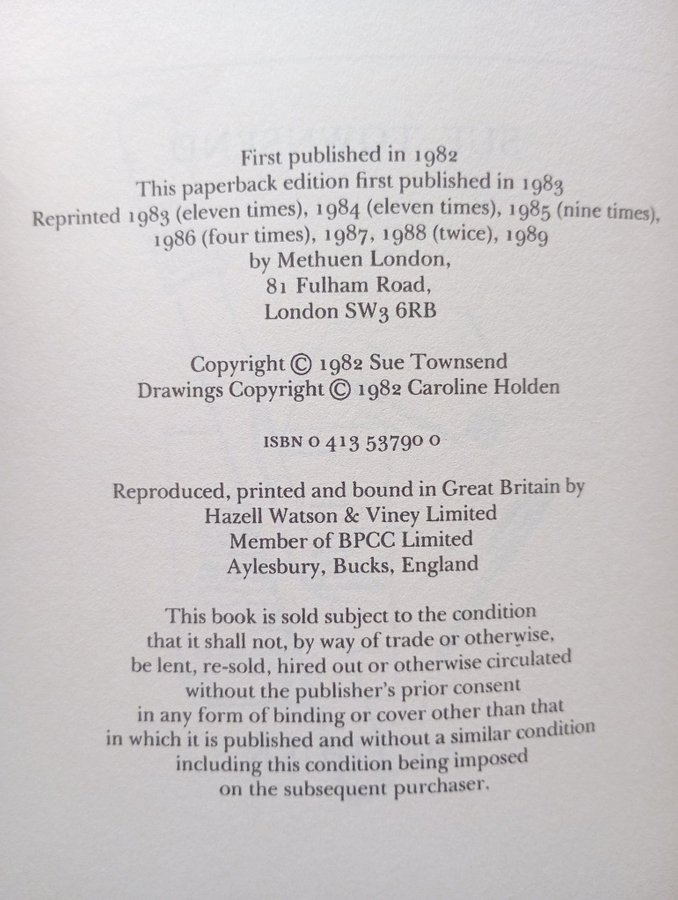 First published in 1982
This paperback edition first published in 1983
Reprinted 1983 (eleven times), 1984 (eleven times), 1985 (nine times),
1986 (four times), 1987, 1988 (twice), 1989
by Methuen London,
81 Fulham Road,
London SW3 6RB
Copyright © 1982 Sue Townsend
Drawings Copyright © 1982 Caroline Holden
ISBN 0 413 53790 0
Reproduced, printed and bound in Great Britain by
Hazell Watson & Viney Limited
Member of BPCC Limited
Aylesbury, Bucks, England
This book is sold subject to the condition
that it shall not, by way of trade or otherwise,
be lent, re-sold, hired out or otherwise circulated
without the publisher's prior consent
in any form of binding or cover other than that
in which it is published and without a similar condition
including this condition being imposed
on the subsequent purchaser.